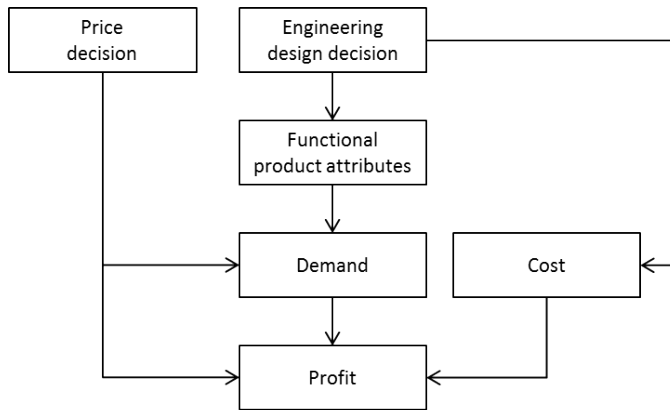 Price
decision
Engineering
design decision
Functional
product attributes
Demand
Cost
Profit